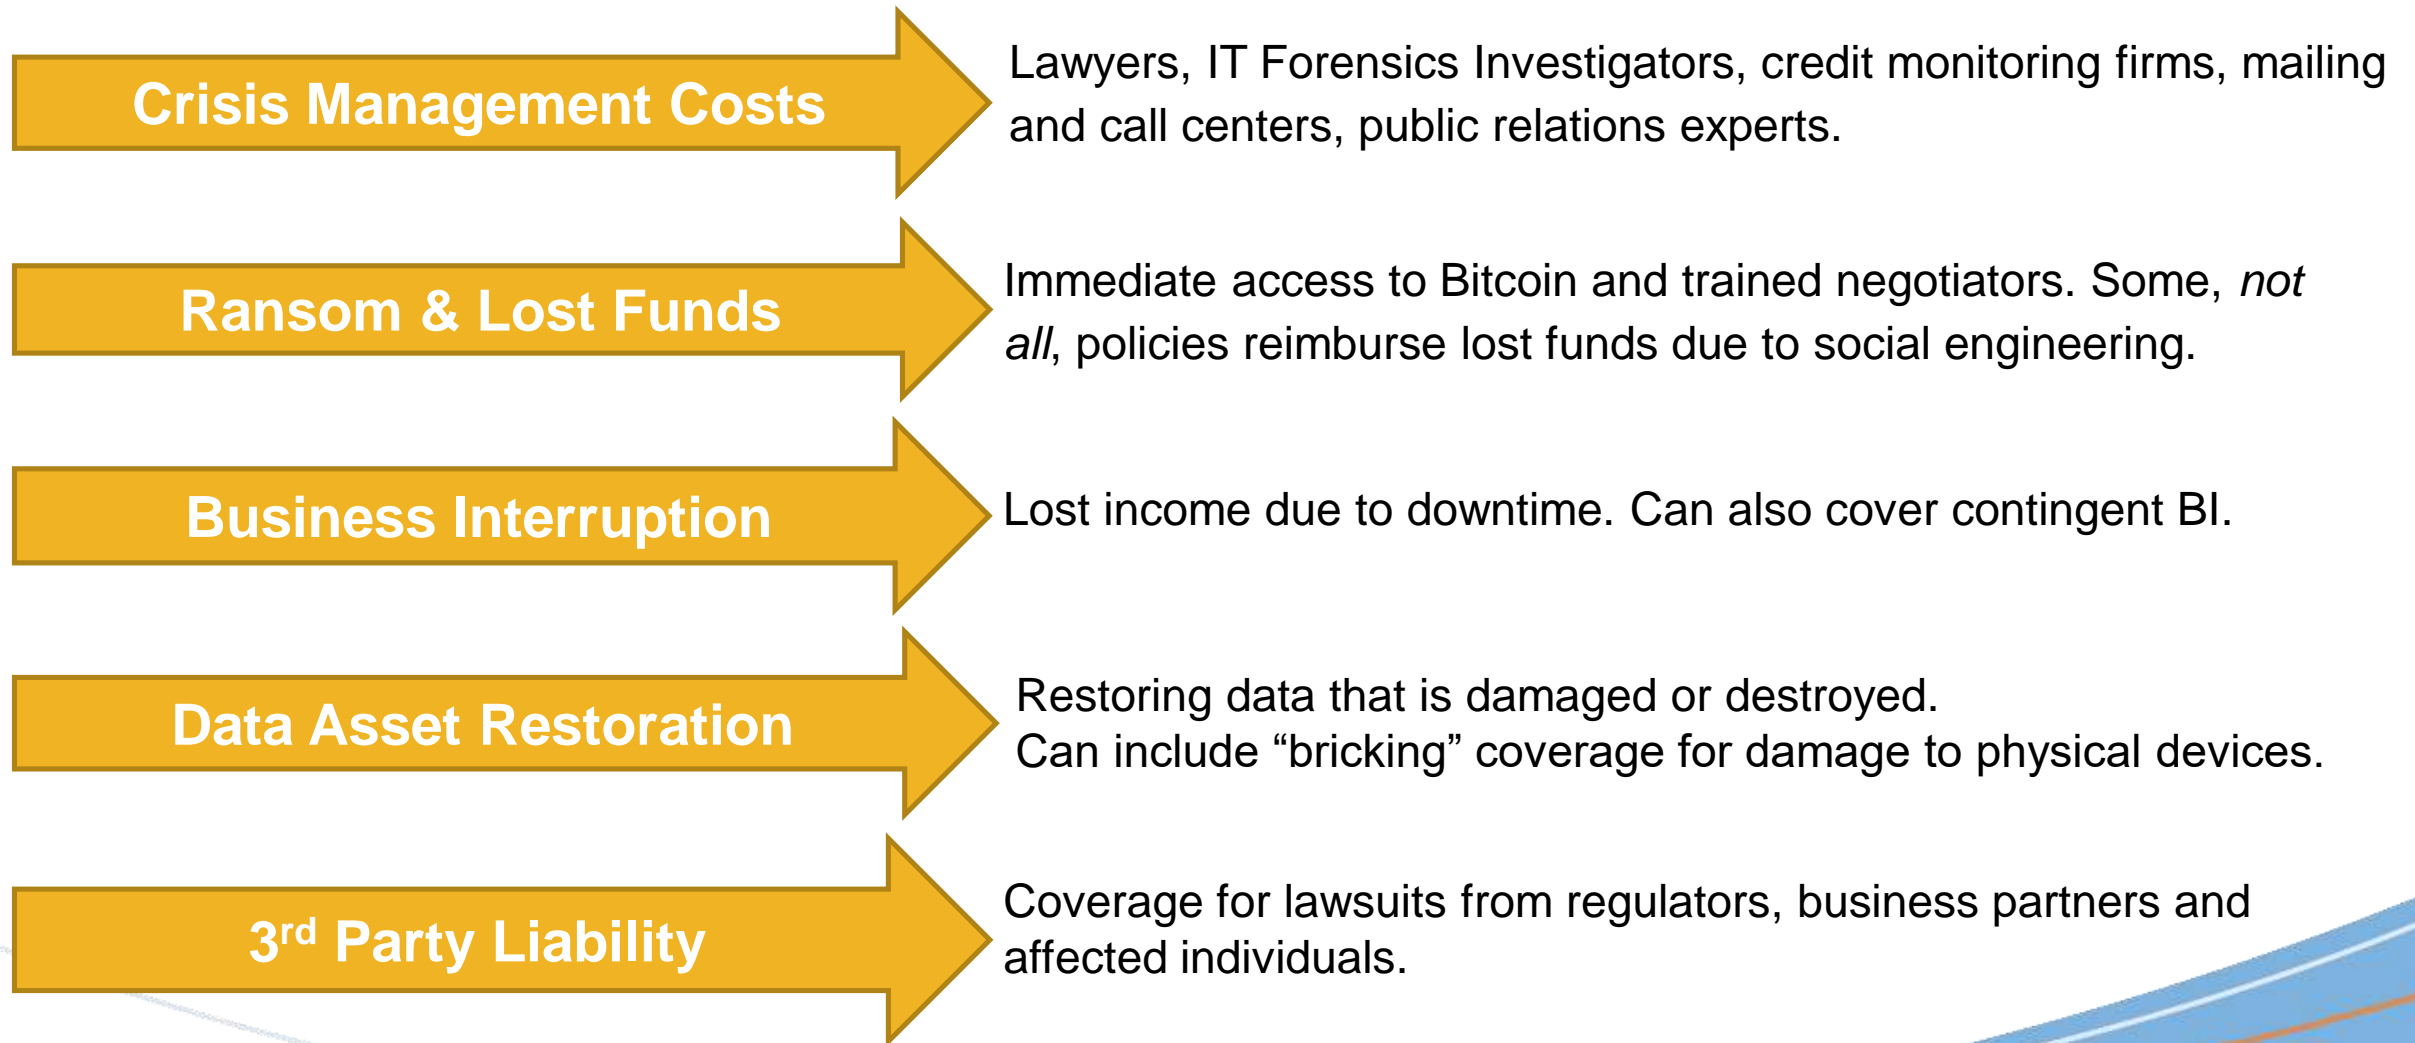 Crisis Management Costs
Lawyers, IT Forensics Investigators, credit monitoring firms, mailing
and call centers, public relations experts.
Ransom & Lost Funds
Immediate access to Bitcoin and trained negotiators. Some, not
all, policies reimburse lost funds due to social engineering.
Business Interruption
Lost income due to downtime. Can also cover contingent BI.
Data Asset Restoration
Restoring data that is damaged or destroyed.
Can include “bricking” coverage for damage to physical devices.
3rd Party Liability
Coverage for lawsuits from regulators, business partners and
affected individuals.